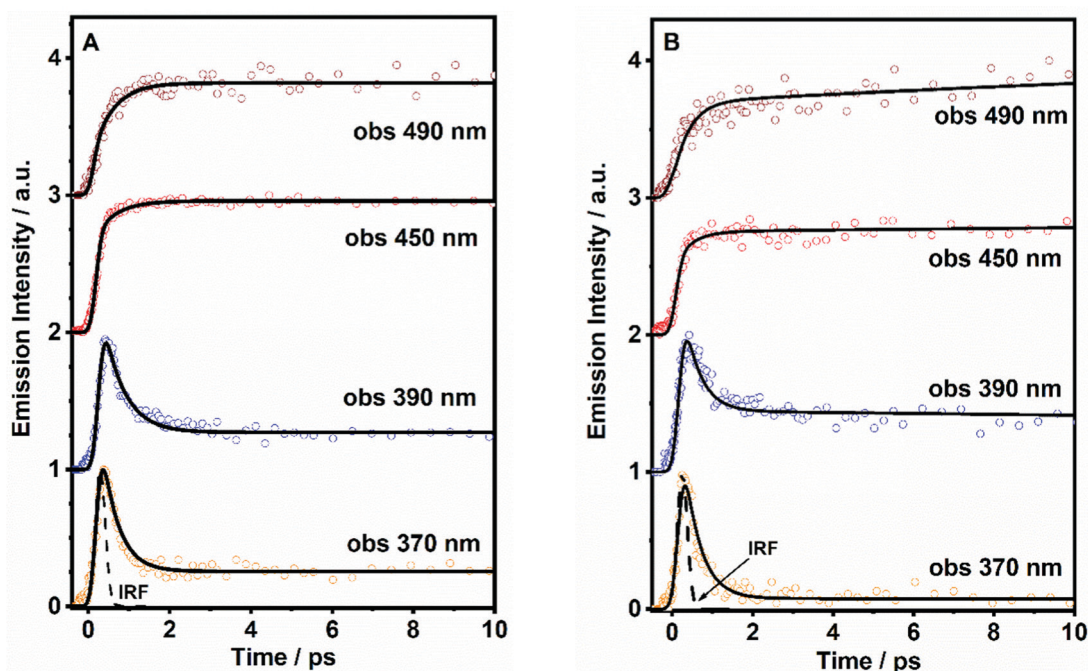 A
4
obs 490 nm
3
obs 450 nm
2
obs 390 nm
1
obs 370 nm
IRF
0
0 2 4 6 8 10
Time / ps
Emission Intensity / a.u.
B
4
obs 490 nm
3
obs 450 nm
2
obs 390 nm
1
IRF
obs 370 nm
0
0 2 4 6 8 10
Time / ps
Emission Intensity / a.u.